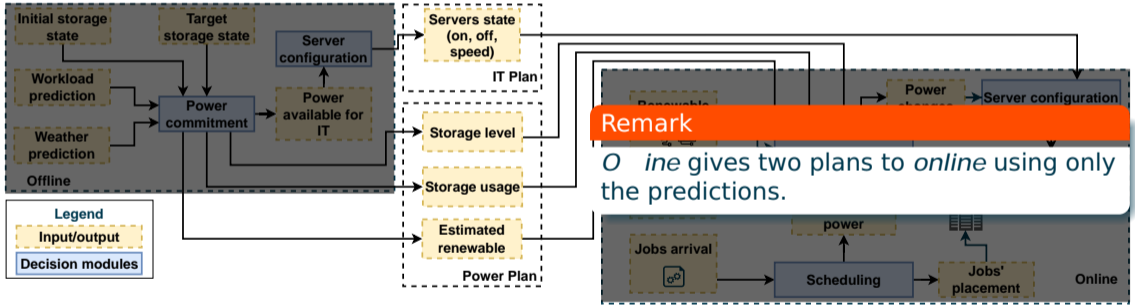 Initial storage
state
Target
storage state
Server
configuration
Workload
prediction
Power
commitment
Power
available for
IT
Weather
prediction
Offline
Servers state
(on, off,
speed)
IT Plan
Storage level
Storage usage
Estimated
renewable
Power Plan
Legend
Input/output
Decision modules
Power
Server configuration
Remark
O ine gives two plans to online using only
the predictions.
power
Jobs arrival
Scheduling
Jobs'
placement
Online